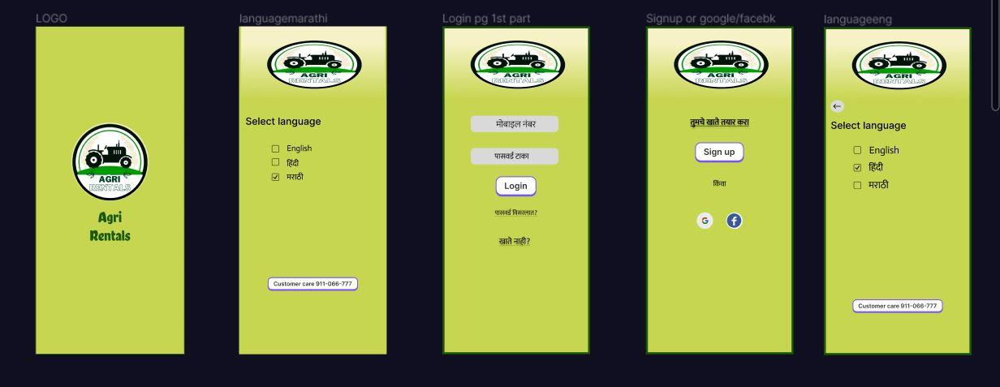 LOGO
AGRI
RENTALS
Agri
Rentals
languagemarathi
AGRI
RENTALS
Select language
English
हिंदी
मराठी
Customer care 911-066-777
Login pg 1st part
AGRI
RENTALS
मोबाइल नंबर
पासवर्ड टाका
Login
पासवर्ड विसरलात?
खाते नाही?
Signup or google/facebk
AGRI
RENTALS
तुमचे खाते तयार करा
Sign up
किंवा
G
f
languageeng
AGRI
RENTALS
Select language
English
हिंदी
मराठी
Customer care 911-066-777